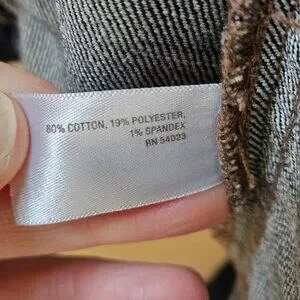 80% COTTON, 19% POLYESTER,
1% SPANDEX
RN 54023